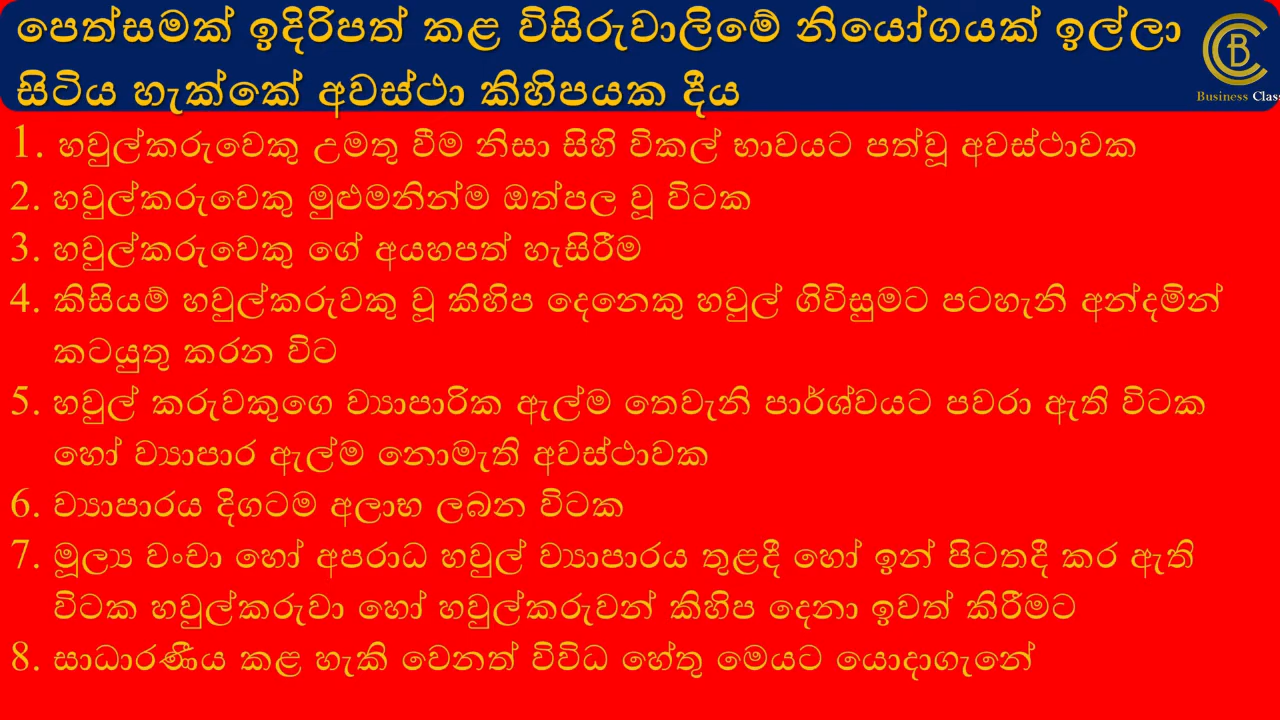 පෙත්සමක් ඉදිරිපත් කළ විසිරුවාලිමේ නියෝගයක් ඉල්ලා
සිටිය හැක්කේ අවස්ථා කිහිපයක දීය
Business Class
1. හවුල්කරුවෙකු උමතු වීම නිසා සිහි විකල් භාවයට පත්වූ අවස්ථාවක
2. හවුල්කරුවෙකු මුළුමනින්ම ඔත්පල වූ විටක
3. හවුල්කරුවෙකු ගේ අයහපත් හැසිරීම
4. කිසියම් හවුල්කරුවකු වූ කිහිප දෙනෙකු හවුල් ගිවිසුමට පටහැනි අන්දමින්
කටයුතු කරන විට
5. හවුල් කරුවකුගෙ ව්‍යාපාරික ඇල්ම තෙවැනි පාර්ශ්වයට පවරා ඇති විටක
හෝ ව්‍යාපාර ඇල්ම නොමැති අවස්ථාවක
6. ව්‍යාපාරය දිගටම අලාභ ලබන විටක
7. මූල්‍ය වංචා හෝ අපරාධ හවුල් ව්‍යාපාරය තුළදී හෝ ඉන් පිටතදී කර ඇති
විටක හවුල්කරුවා හෝ හවුල්කරුවන් කිහිප දෙනා ඉවත් කිරීමට
8. සාධාරණීය කළ හැකි වෙනත් විවිධ හේතු මෙයට යොදාගැනේ